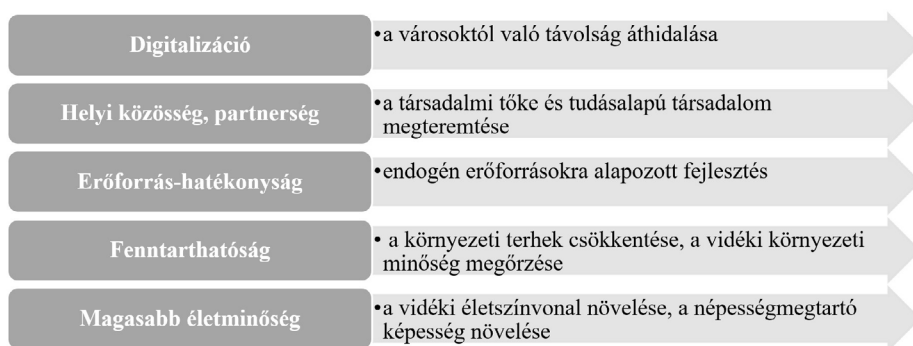 Digitalizáció
•a városoktól való távolság áthidalása
Helyi közösség, partnerség
•a társadalmi tőke és tudásalapú társadalom
megteremtése
Erőforrás-hatékonyság
•endogén erőforrásokra alapozott fejlesztés
Fenntarthatóság
• a környezeti terhek csökkentése, a vidéki környezeti
minőség megőrzése
Magasabb életminőség
•a vidéki életszínvonal növelése, a népességmegtartó
képesség növelése